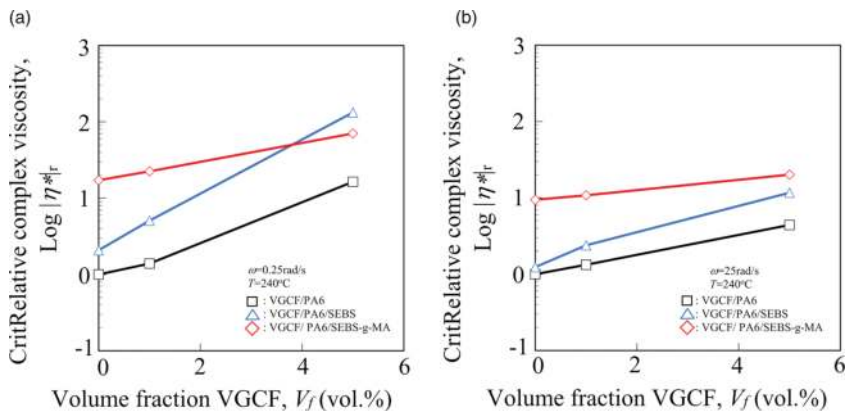 (a)
3
2
1
0
-1
0
2
4
6
CritRelative complex viscosity,
Log |η*|r
ω=0.25rad/s
T=240°C
: VGCF/PA6
: VGCF/PA6/SEBS
: VGCF/ PA6/SEBS-g-MA
Volume fraction VGCF, Vf (vol.%)
(b)
3
2
1
0
-1
0
2
4
6
CritRelative complex viscosity,
Log |η*|r
ω=25rad/s
T=240°C
: VGCF/PA6
: VGCF/PA6/SEBS
: VGCF/ PA6/SEBS-g-MA
Volume fraction VGCF, Vf (vol.%)